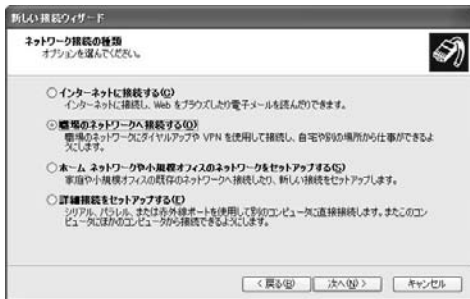 新しい接続ウィザード
ネットワーク接続の種類
オプションを選んでください。
インターネットに接続する(C)
インターネットに接続し、Web をブラウズしたり電子メールを読んだりできます。
職場のネットワークへ接続する(O)
職場のネットワークにダイヤルアップや VPN を使用して接続し、自宅や別の場所から仕事ができるよ
うにします。
ホーム ネットワークや小規模オフィスのネットワークをセットアップする(S)
家庭や小規模オフィスの既存のネットワークへ接続したり、新しい接続をセットアップします。
詳細接続をセットアップする(E)
シリアル、パラレル、または赤外線ポートを使用して別のコンピュータに直接接続します。またこのコン
ピュータにほかのコンピュータから接続できるようにします。
< 戻る(B)
次へ(N) >
キャンセル